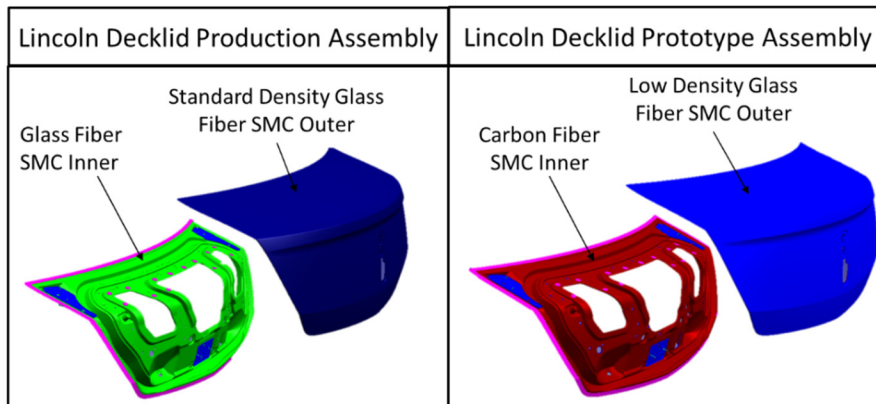 Lincoln Decklid Production Assembly
Lincoln Decklid Prototype Assembly
Standard Density Glass
Fiber SMC Outer
Glass Fiber
SMC Inner
Low Density Glass
Fiber SMC Outer
Carbon Fiber
SMC Inner